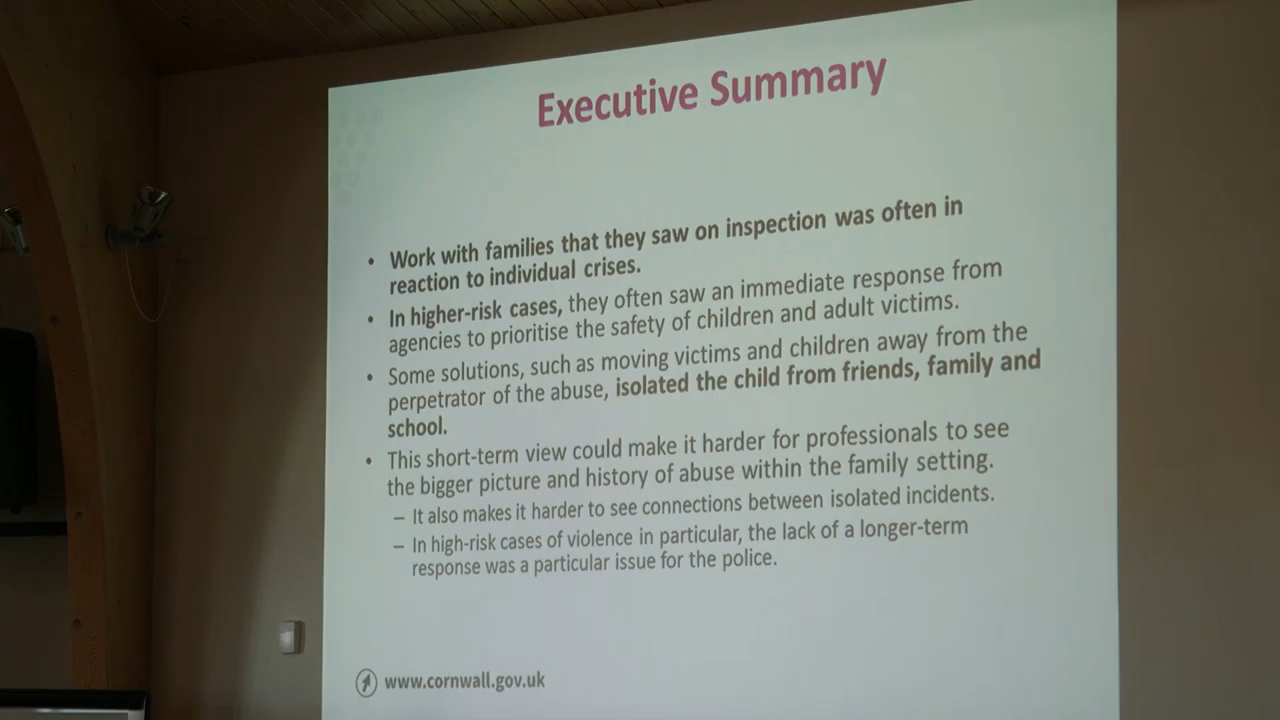 Executive Summary
• Work with families that they saw on inspection was often in
reaction to individual crises.
• In higher-risk cases, they often saw an immediate response from
agencies to prioritise the safety of children and adult victims.
• Some solutions, such as moving victims and children away from the
perpetrator of the abuse, isolated the child from friends, family and
school.
• This short-term view could make it harder for professionals to see
the bigger picture and history of abuse within the family setting.
– It also makes it harder to see connections between isolated incidents.
– In high-risk cases of violence in particular, the lack of a longer-term
response was a particular issue for the police.
www.cornwall.gov.uk